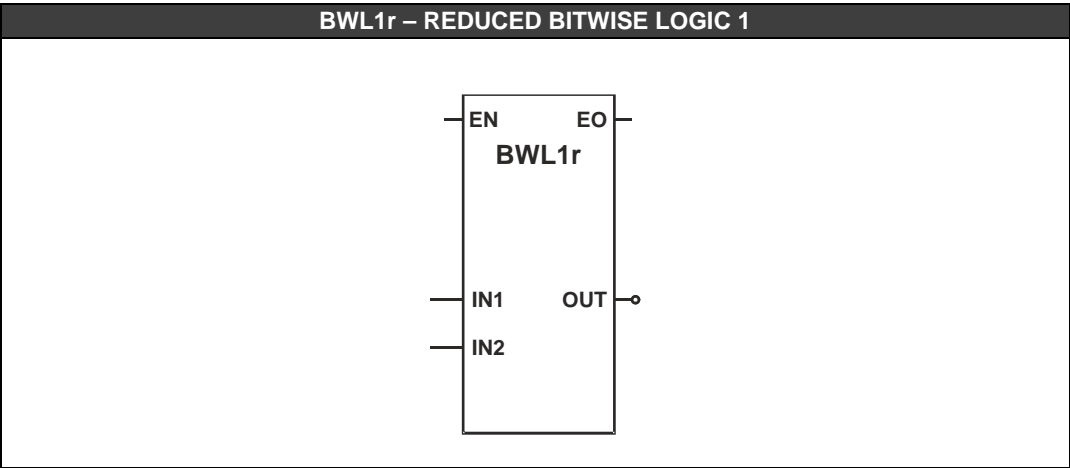 BWL1r – REDUCED BITWISE LOGIC 1
EN EO
BWL1r
IN1 OUT
IN2